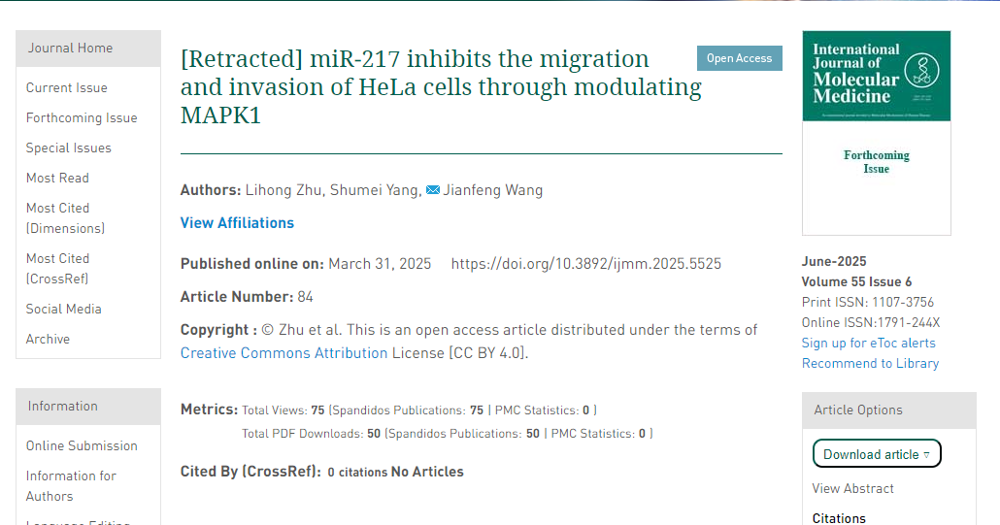 Journal Home
Current Issue
Forthcoming Issue
Special Issues
Most Read
Most Cited
(Dimensions)
Most Cited
(CrossRef)
Social Media
Archive
Information
Online Submission
Information for
Authors
Language Editing
[Retracted] miR-217 inhibits the migration
and invasion of HeLa cells through modulating
MAPK1
Open Access
Authors: Lihong Zhu, Shumei Yang, Jianfeng Wang
View Affiliations
Published online on: March 31, 2025 https://doi.org/10.3892/ijmm.2025.5525
Article Number: 84
Copyright : © Zhu et al. This is an open access article distributed under the terms of
Creative Commons Attribution License [CC BY 4.0].
Metrics: Total Views: 75 (Spandidos Publications: 75 | PMC Statistics: 0 )
Total PDF Downloads: 50 (Spandidos Publications: 50 | PMC Statistics: 0 )
Cited By (CrossRef): 0 citations No Articles
International
Journal of
Molecular
Medicine
Forthcoming
Issue
June-2025
Volume 55 Issue 6
Print ISSN: 1107-3756
Online ISSN:1791-244X
Sign up for eToc alerts
Recommend to Library
Article Options
Download article ▿
View Abstract
Citations